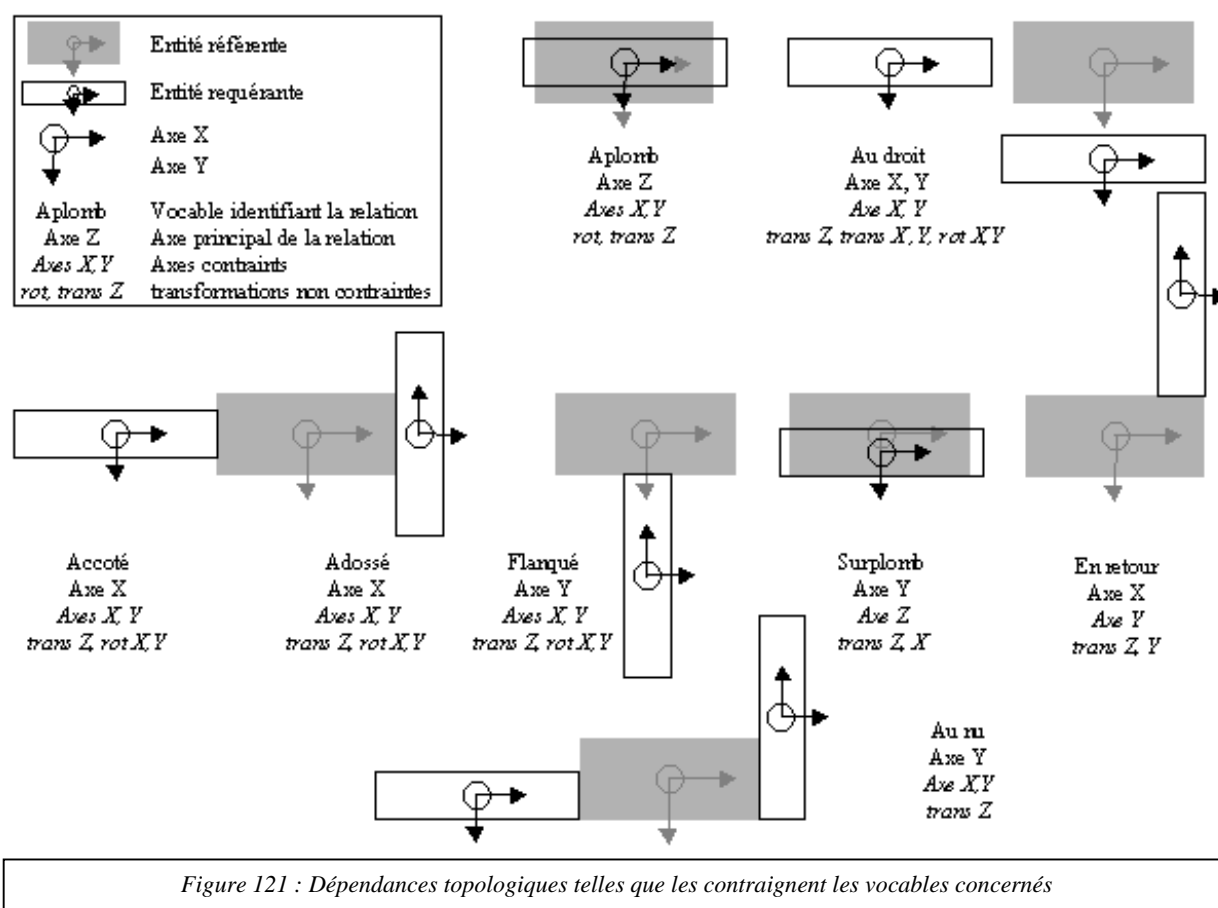 Entité référente
Entité requérante
Axe X
Axe Y
Aplomb Vocable identifiant la relation
Axe Z Axe principal de la relation
Axes X, Y Axes contraints
rot, trans Z transformations non contraintes
Aplomb
Axe Z
Axes X, Y
rot, trans Z
Au droit
Axe X, Y
Axe X, Y
trans Z, trans X, Y, rot X,Y
Accoté
Axe X
Axes X, Y
trans Z, rot X,Y
Adossé
Axe X
Axes X, Y
trans Z, rot X,Y
Flanqué
Axe Y
Axes X, Y
trans Z, rot X,Y
Surplomb
Axe Y
Axe Z
trans Z, X
En retour
Axe X
Axe Y
trans Z, Y
Au nu
Axe Y
Axe X,Y
trans Z
Figure 121 : Dépendances topologiques telles que les contraignent les vocables concernés